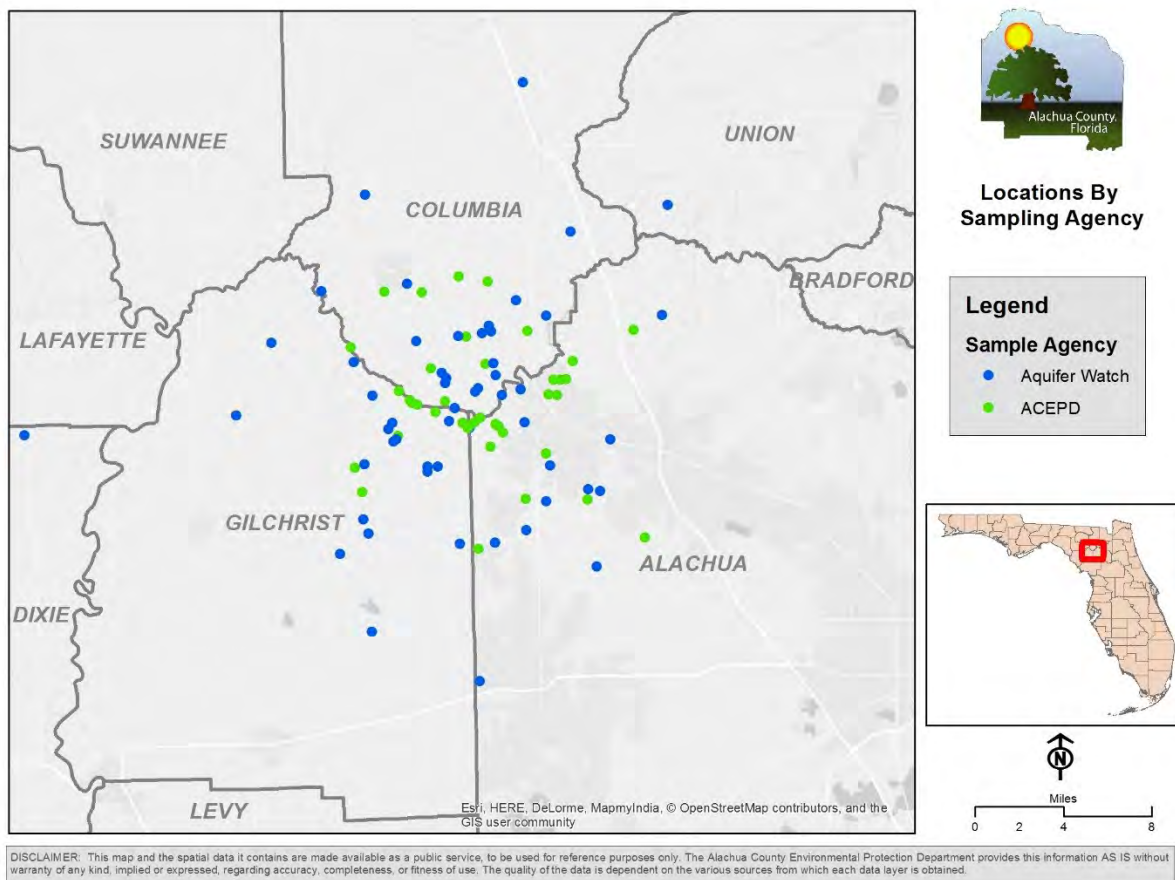 SUWANNEE
UNION
COLUMBIA
BRADFORD
LAFAYETTE
GILCHRIST
ALACHUA
DIXIE
LEVY
Esri, HERE, DeLorme, MapmyIndia, © OpenStreetMap contributors, and the
GIS user community
Alachua County,
Florida
Locations By
Sampling Agency
Legend
Sample Agency
Aquifer Watch
ACEPD
N
Miles
0 2 4 8
DISCLAIMER: This map and the spatial data it contains are made available as a public service, to be used for reference purposes only. The Alachua County Environmental Protection Department provides this information AS IS without
warranty of any kind, implied or expressed, regarding accuracy, completeness, or fitness of use. The quality of the data is dependent on the various sources from which each data layer is obtained.